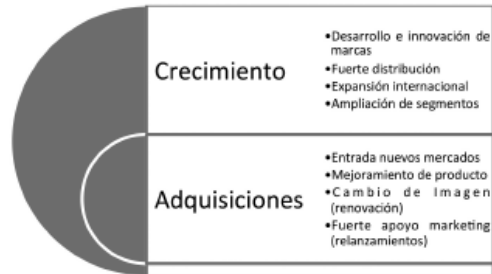 Crecimiento
•Desarrollo e innovación de
marcas
•Fuerte distribución
•Expansión internacional
•Ampliación de segmentos
Adquisiciones
•Entrada nuevos mercados
•Mejoramiento de producto
•Cambio de Imagen
(renovación)
•Fuerte apoyo marketing
(relanzamientos)